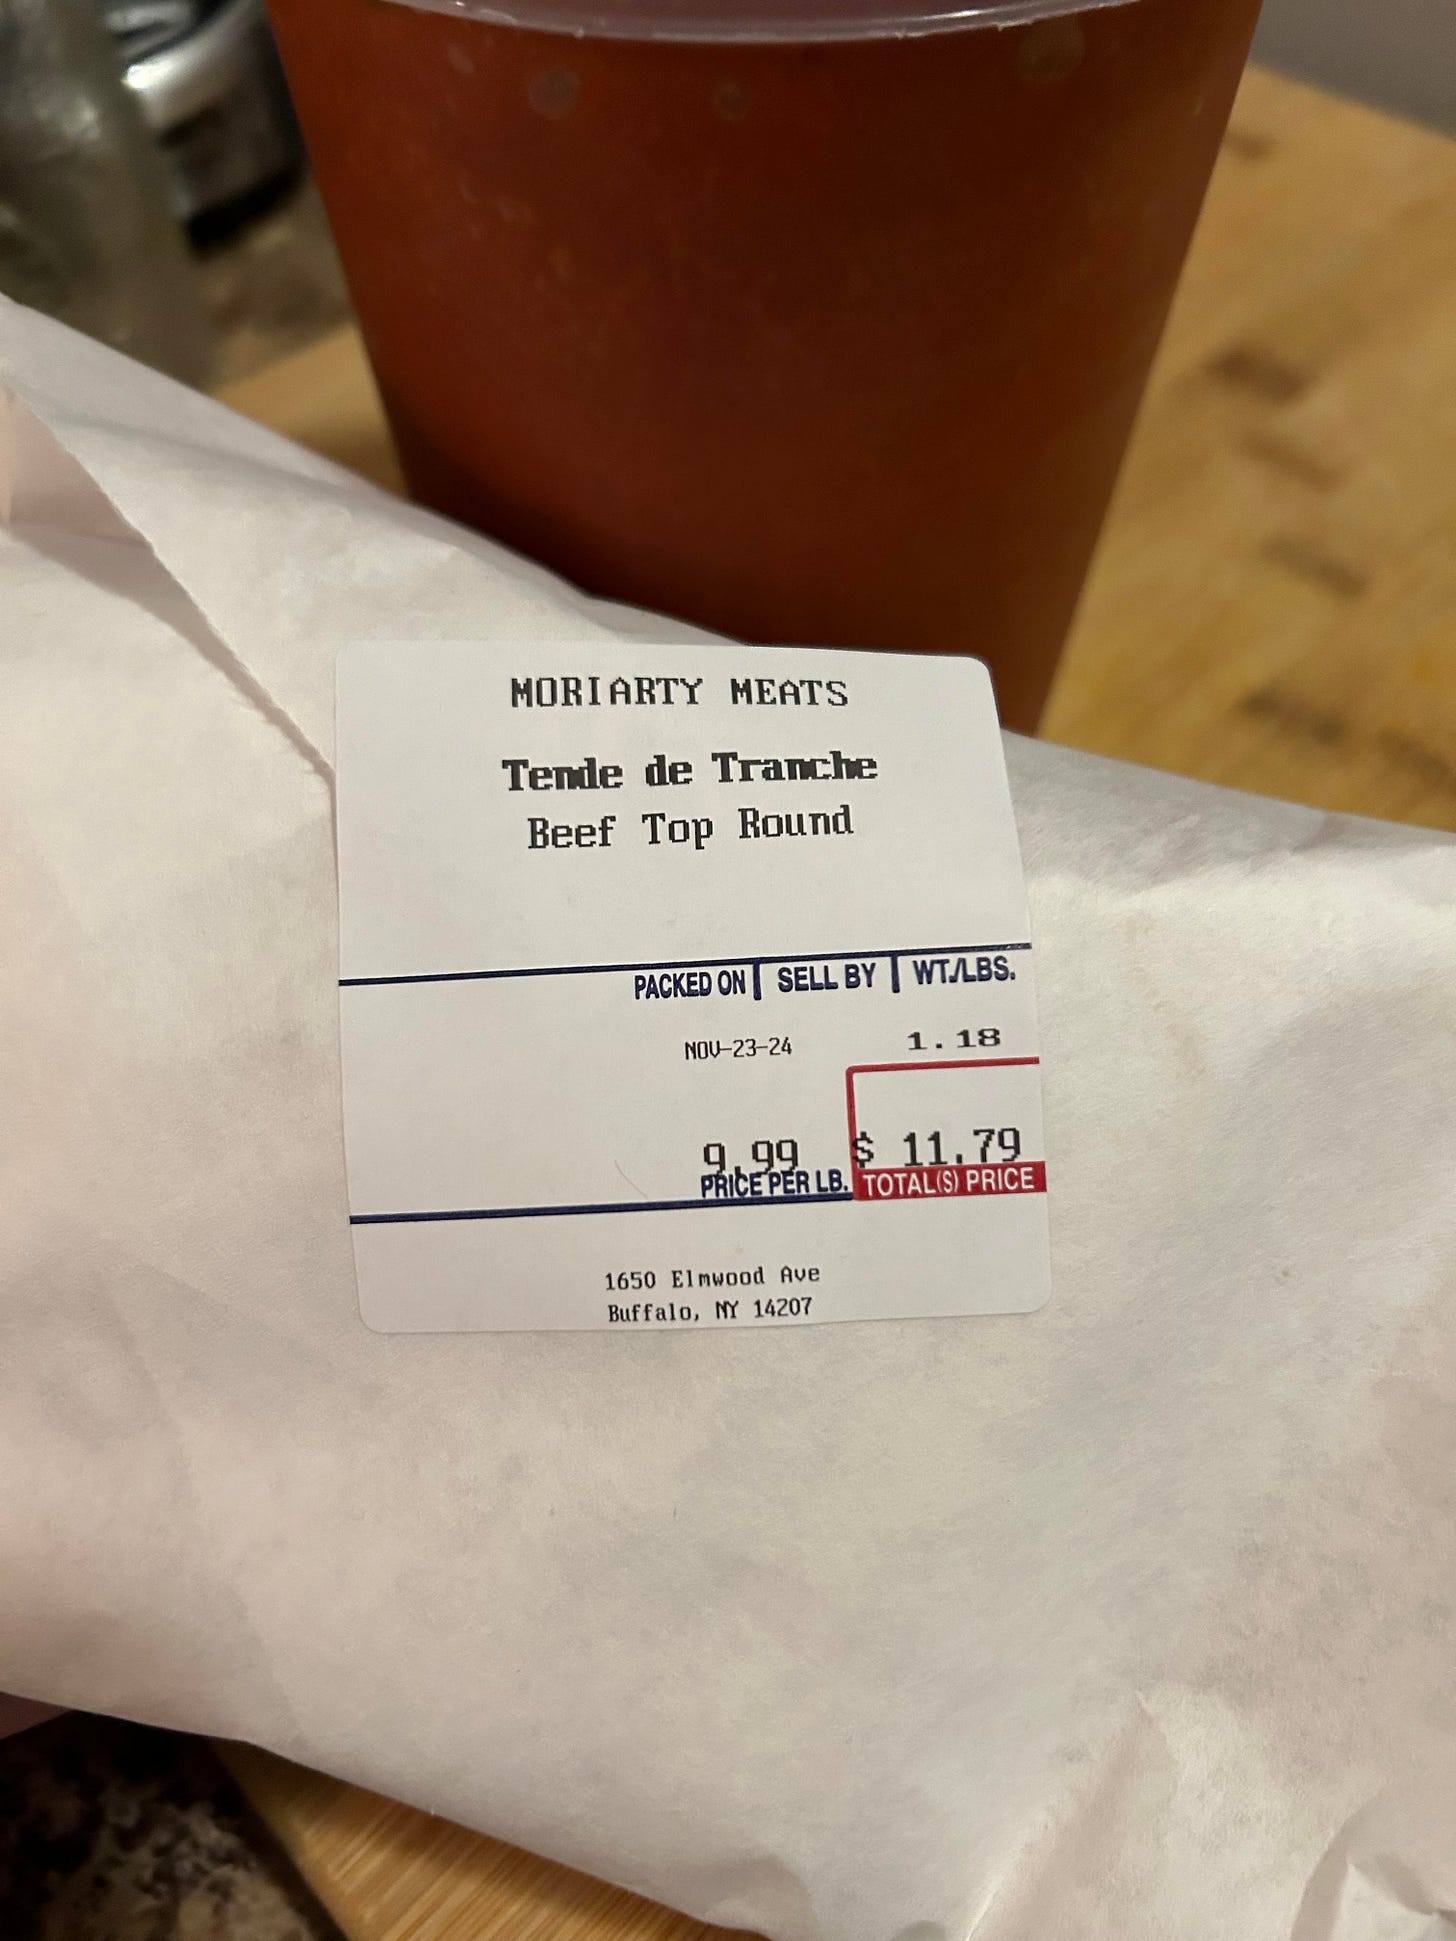 MORIARTY MEATS
Tende de Tranche
Beef Top Round
PACKED ON SELL BY WT./LBS.
NOV-23-24 1.18
9.99 $ 11.79
PRICE PER LB. TOTAL(S) PRICE
1650 Elmwood Ave
Buffalo, NY 14207